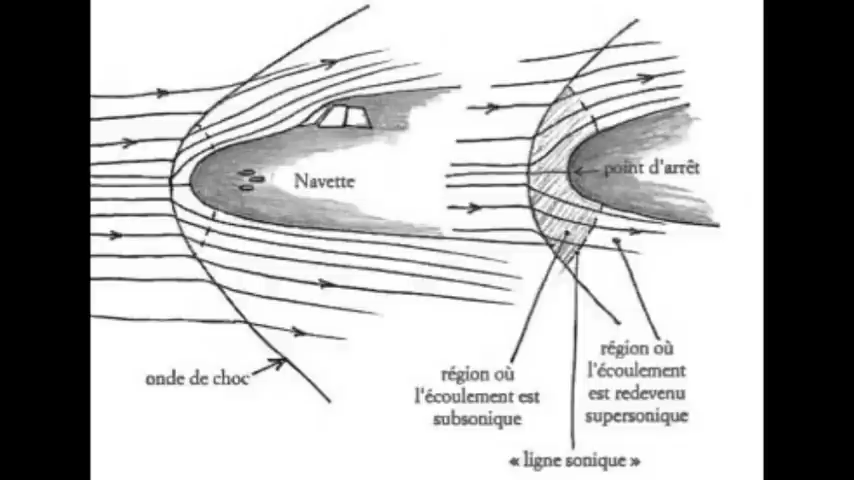 Navette
point d'arrêt
onde de choc
région où
l'écoulement est
subsonique
région où
l'écoulement
est redevenu
supersonique
« ligne sonique »